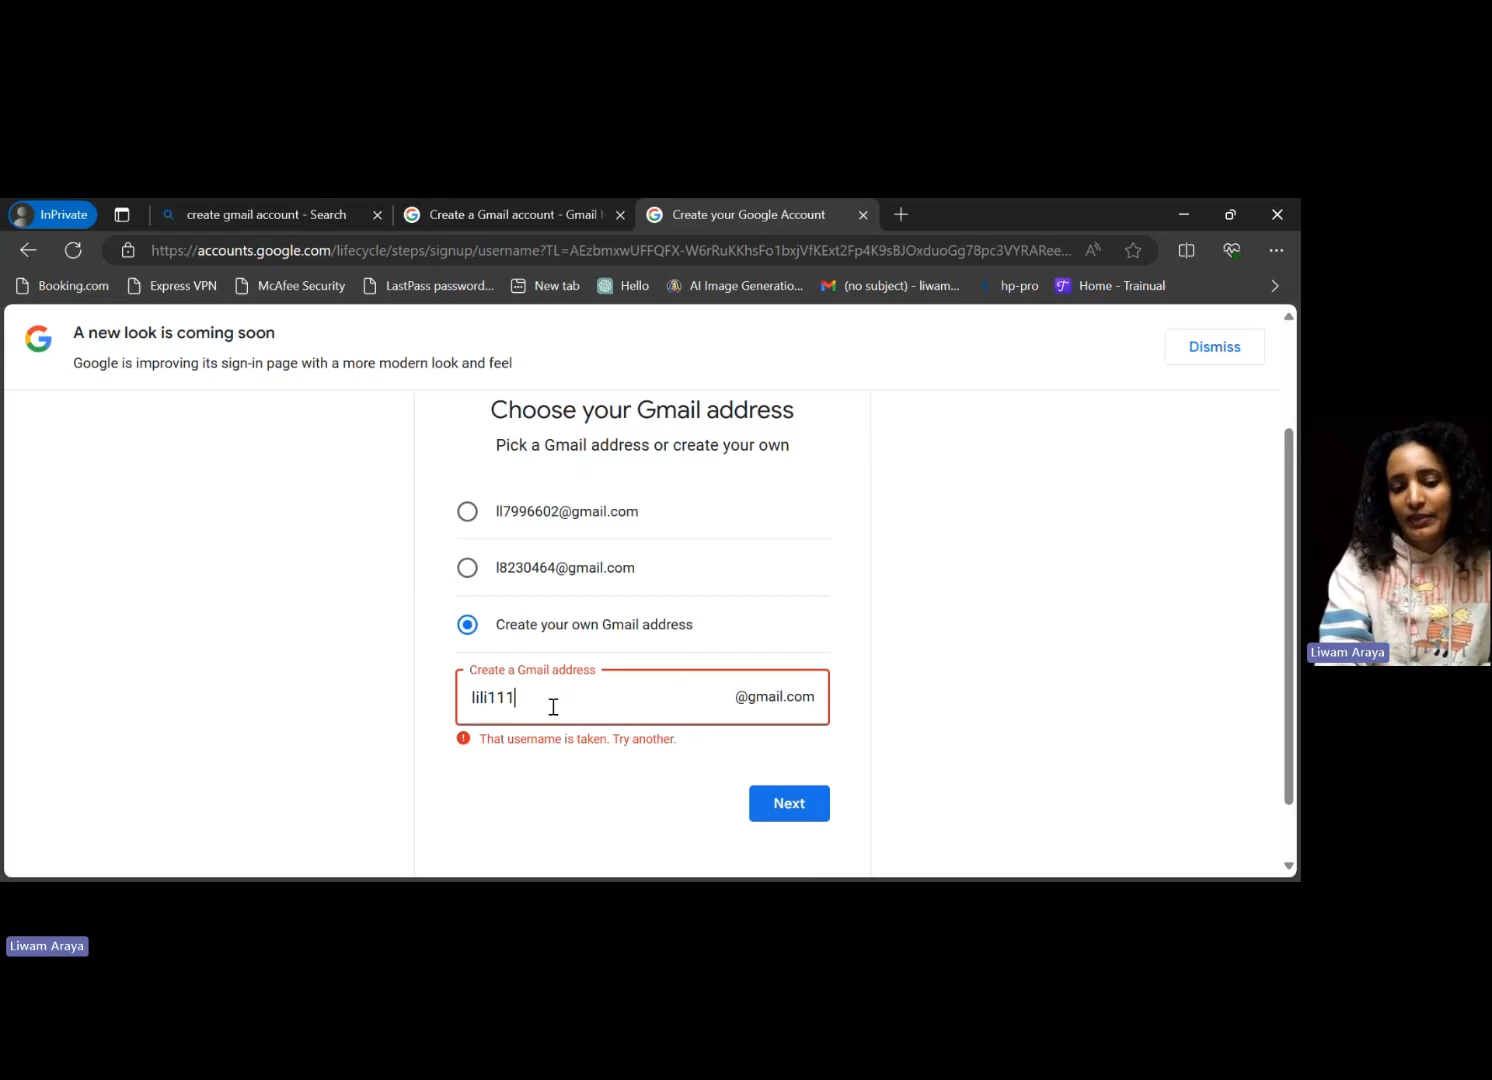 InPrivate
create gmail account - Search
Create a Gmail account - Gmail
Create your Google Account
https://accounts.google.com/lifecycle/steps/signup/username?TL=AEzbmxwUFFQFX-W6rRuKKhsFo1bxjVfKExt2Fp4K9sBJOxduoGg78pc3VYRARee...
Booking.com
Express VPN
McAfee Security
LastPass password...
New tab
Hello
AI Image Generatio...
(no subject) - liwam...
hp-pro
Home - Trainual
A new look is coming soon
Google is improving its sign-in page with a more modern look and feel
Dismiss
Choose your Gmail address
Pick a Gmail address or create your own
ll7996602@gmail.com
l8230464@gmail.com
Create your own Gmail address
Create a Gmail address
lili111
@gmail.com
That username is taken. Try another.
Next
Liwam Araya
Liwam Araya